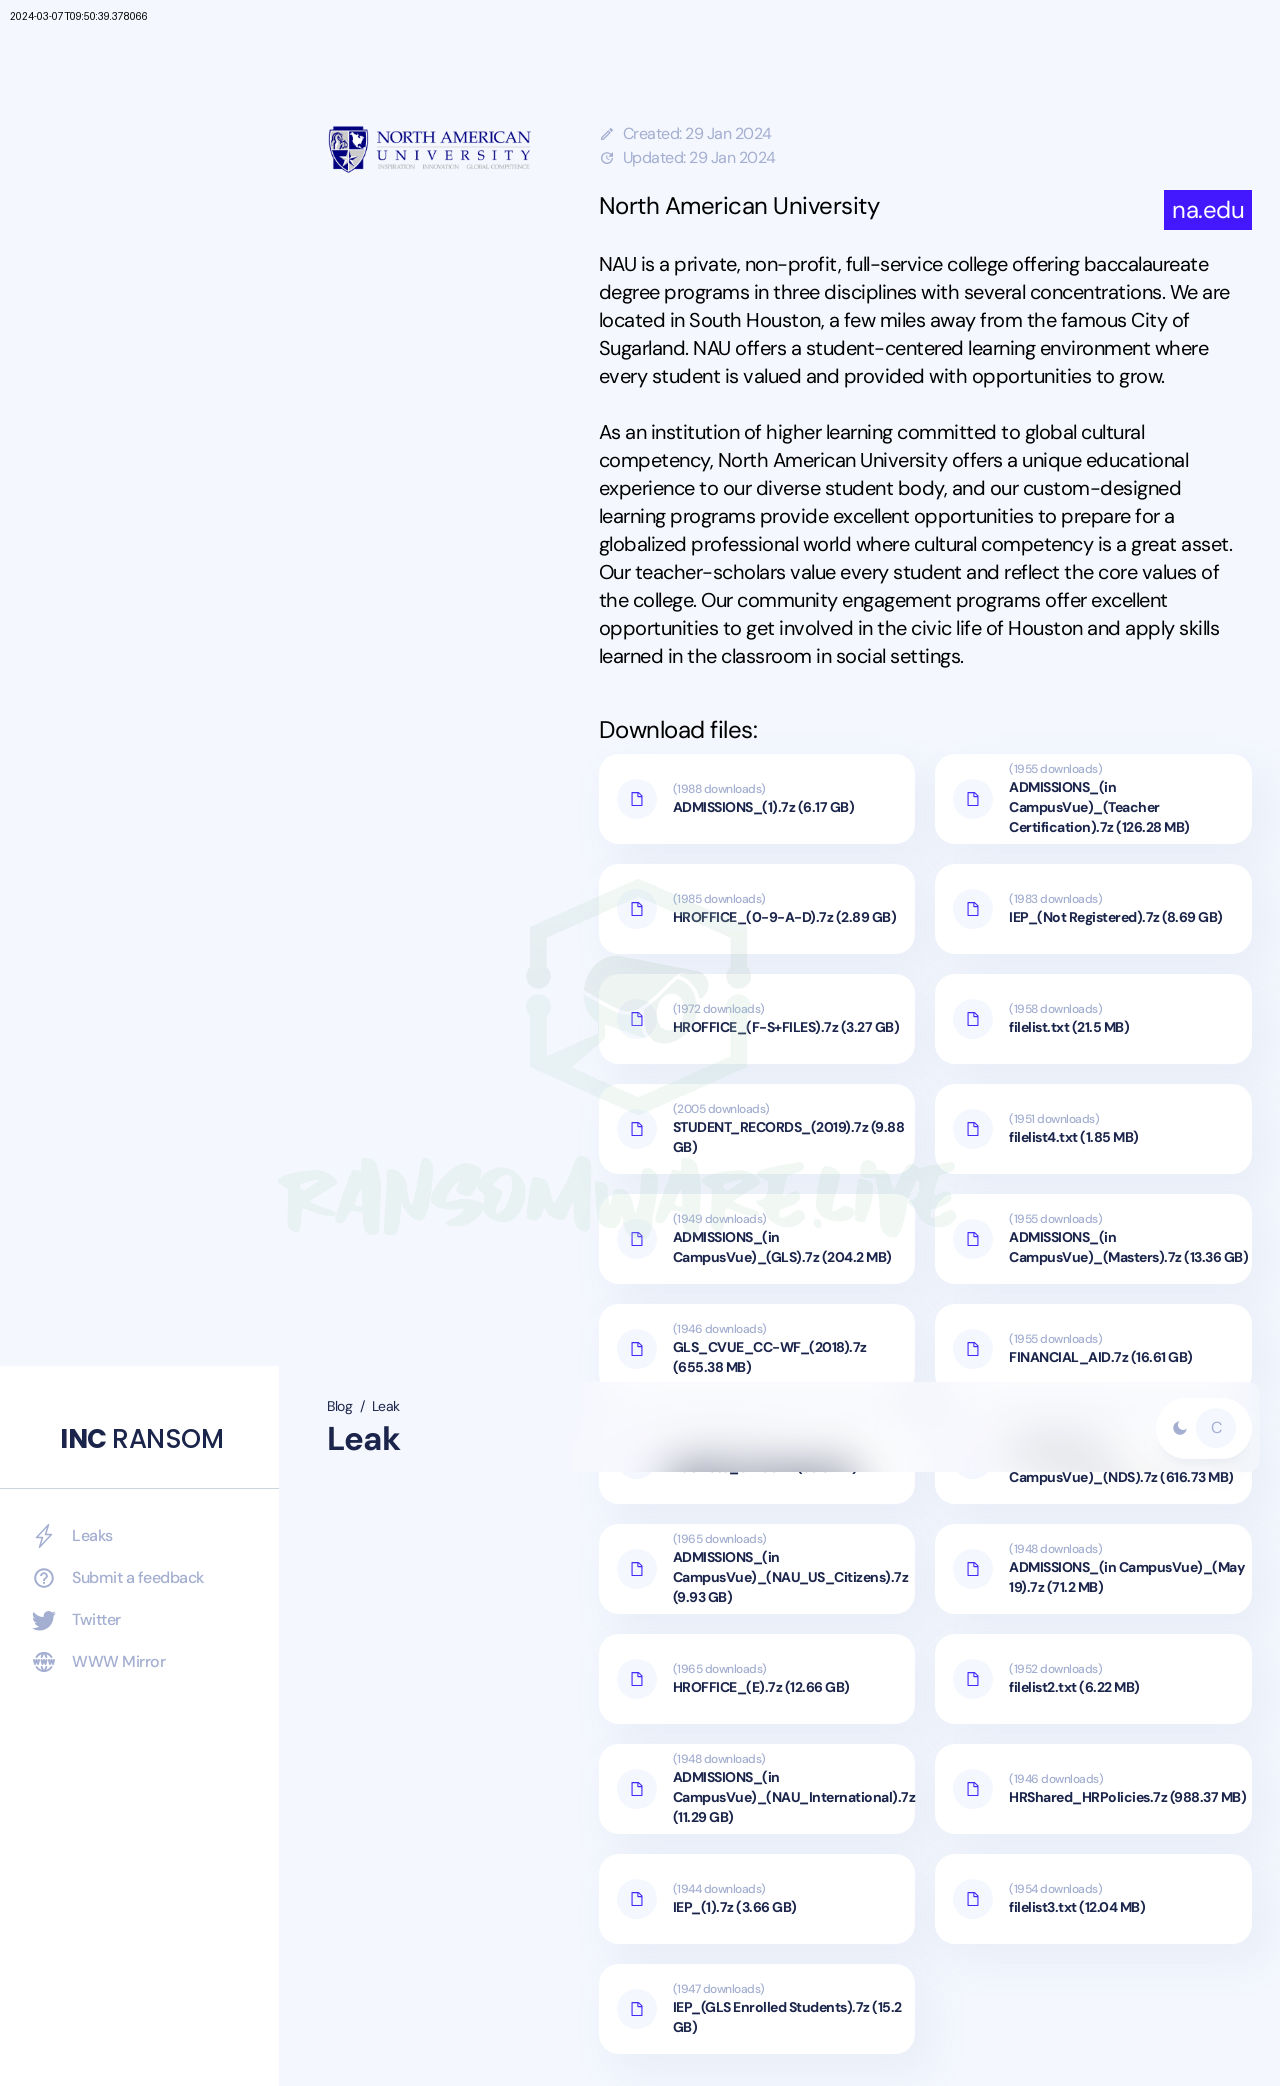 2024-03-07T09:50:39.378066
NORTH AMERICAN
UNIVERSITY
INSPIRATION INNOVATION GLOBAL COMPETENCE
Created: 29 Jan 2024
Updated: 29 Jan 2024
North American University
na.edu
NAU is a private, non-profit, full-service college offering baccalaureate
degree programs in three disciplines with several concentrations. We are
located in South Houston, a few miles away from the famous City of
Sugarland. NAU offers a student-centered learning environment where
every student is valued and provided with opportunities to grow.
As an institution of higher learning committed to global cultural
competency, North American University offers a unique educational
experience to our diverse student body, and our custom-designed
learning programs provide excellent opportunities to prepare for a
globalized professional world where cultural competency is a great asset.
Our teacher-scholars value every student and reflect the core values of
the college. Our community engagement programs offer excellent
opportunities to get involved in the civic life of Houston and apply skills
learned in the classroom in social settings.
Download files:
(1988 downloads)
ADMISSIONS_(1).7z (6.17 GB)
(1955 downloads)
ADMISSIONS_(in
CampusVue)_(Teacher
Certification).7z (126.28 MB)
(1985 downloads)
HROFFICE_(0-9-A-D).7z (2.89 GB)
(1983 downloads)
IEP_(Not Registered).7z (8.69 GB)
(1972 downloads)
HROFFICE_(F-S+FILES).7z (3.27 GB)
(1958 downloads)
filelist.txt (21.5 MB)
(2005 downloads)
STUDENT_RECORDS_(2019).7z (9.88
GB)
(1951 downloads)
filelist4.txt (1.85 MB)
RANSOMWARE.LIVE
(1949 downloads)
ADMISSIONS_(in
CampusVue)_(GLS).7z (204.2 MB)
(1955 downloads)
ADMISSIONS_(in
CampusVue)_(Masters).7z (13.36 GB)
(1946 downloads)
GLS_CVUE_CC-WF_(2018).7z
(655.38 MB)
(1955 downloads)
FINANCIAL_AID.7z (16.61 GB)
Blog / Leak
Leak
C
CampusVue)_(NDS).7z (616.73 MB)
INC RANSOM
Leaks
Submit a feedback
Twitter
WWW Mirror
(1965 downloads)
ADMISSIONS_(in
CampusVue)_(NAU_US_Citizens).7z
(9.93 GB)
(1948 downloads)
ADMISSIONS_(in CampusVue)_(May
19).7z (71.2 MB)
(1965 downloads)
HROFFICE_(E).7z (12.66 GB)
(1952 downloads)
filelist2.txt (6.22 MB)
(1948 downloads)
ADMISSIONS_(in
CampusVue)_(NAU_International).7z
(11.29 GB)
(1946 downloads)
HRShared_HRPolicies.7z (988.37 MB)
(1944 downloads)
IEP_(1).7z (3.66 GB)
(1954 downloads)
filelist3.txt (12.04 MB)
(1947 downloads)
IEP_(GLS Enrolled Students).7z (15.2
GB)